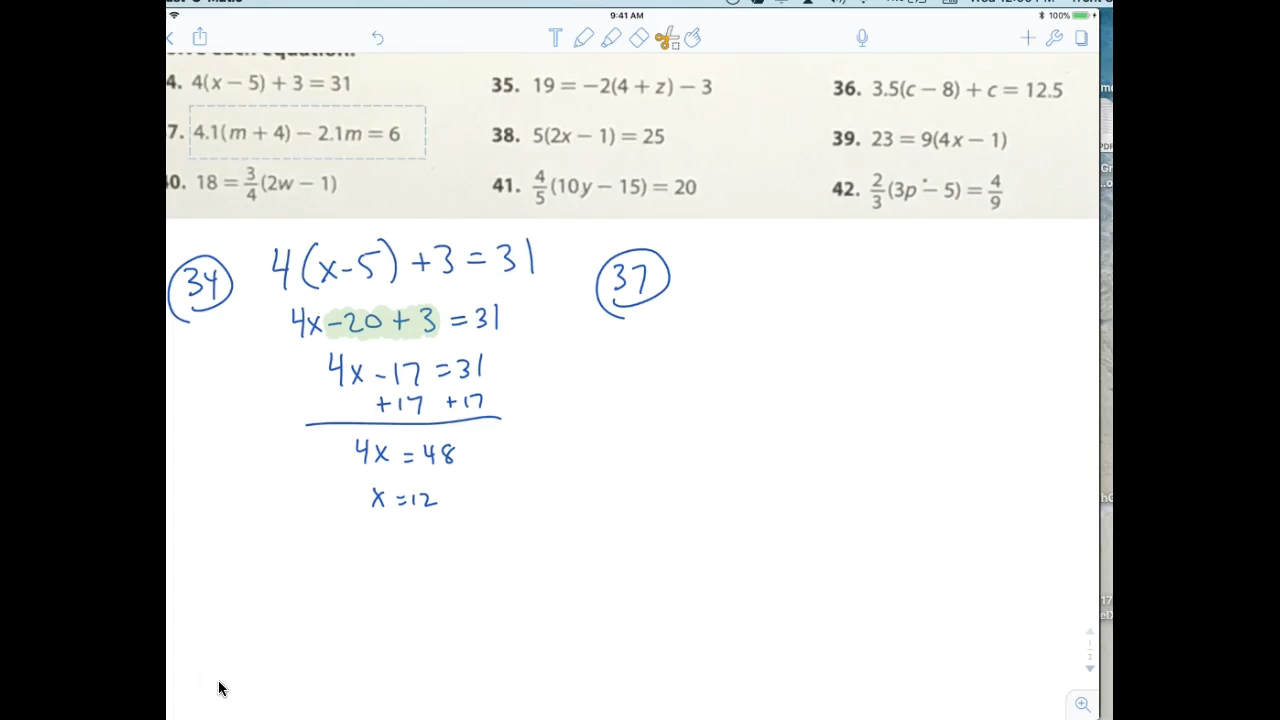 9:41 AM
100%
4. 4(x − 5) + 3 = 31
35. 19 = −2(4 + z) − 3
36. 3.5(c − 8) + c = 12.5
7. 4.1(m + 4) − 2.1m = 6
38. 5(2x − 1) = 25
39. 23 = 9(4x − 1)
0. 18 = 3/4(2w − 1)
41. 4/5(10y − 15) = 20
42. 2/3(3p − 5) = 4/9
34 4(x-5) +3 = 31
37
4x -20 + 3 = 31
4x - 17 = 31
+17 +17
4x = 48
x = 12